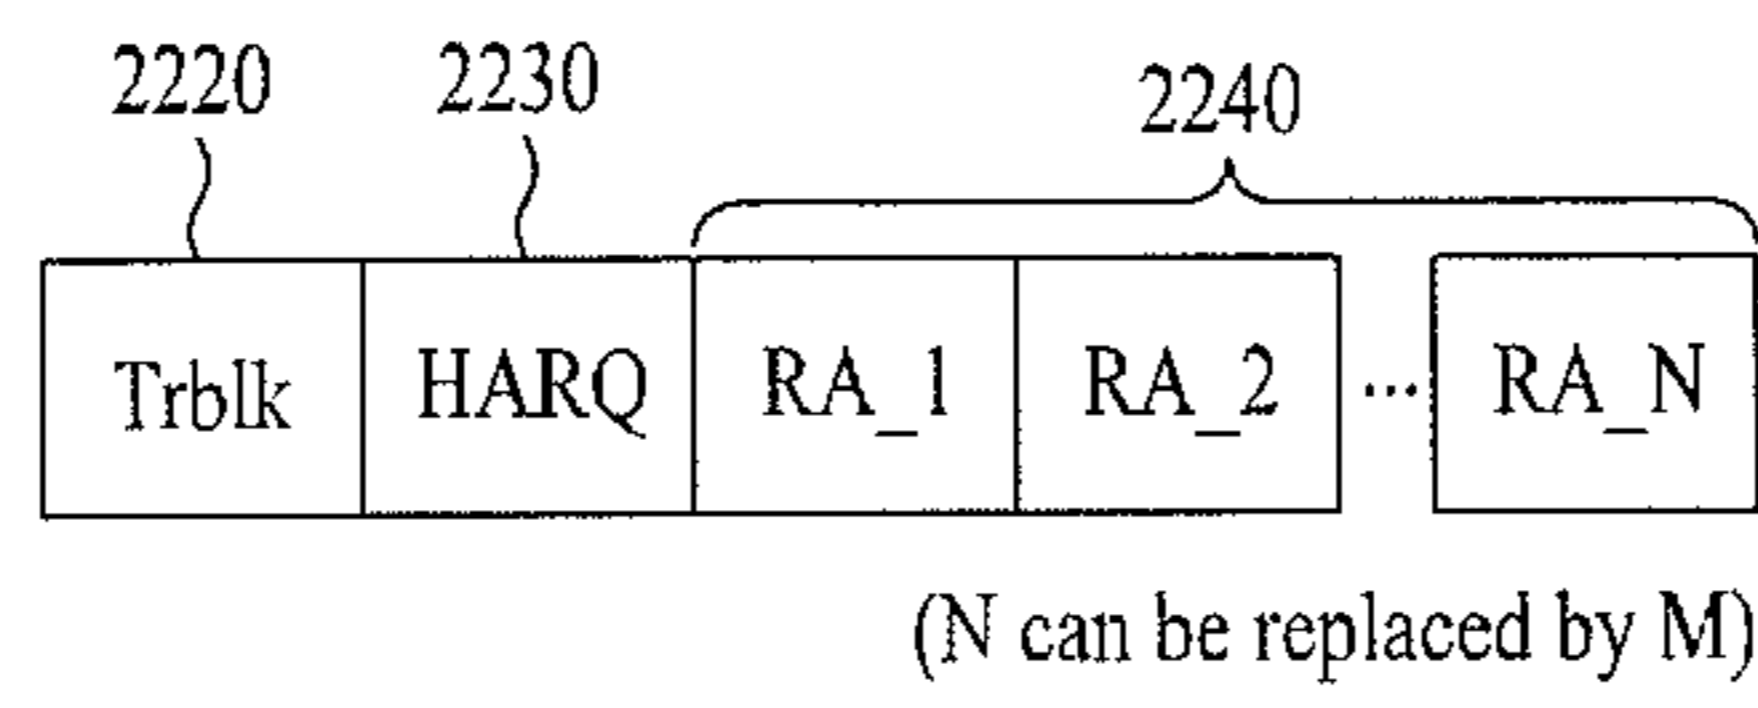 2220 2230 2240
Trblk HARQ RA_1 RA_2 ... RA_N
(N can be replaced by M)